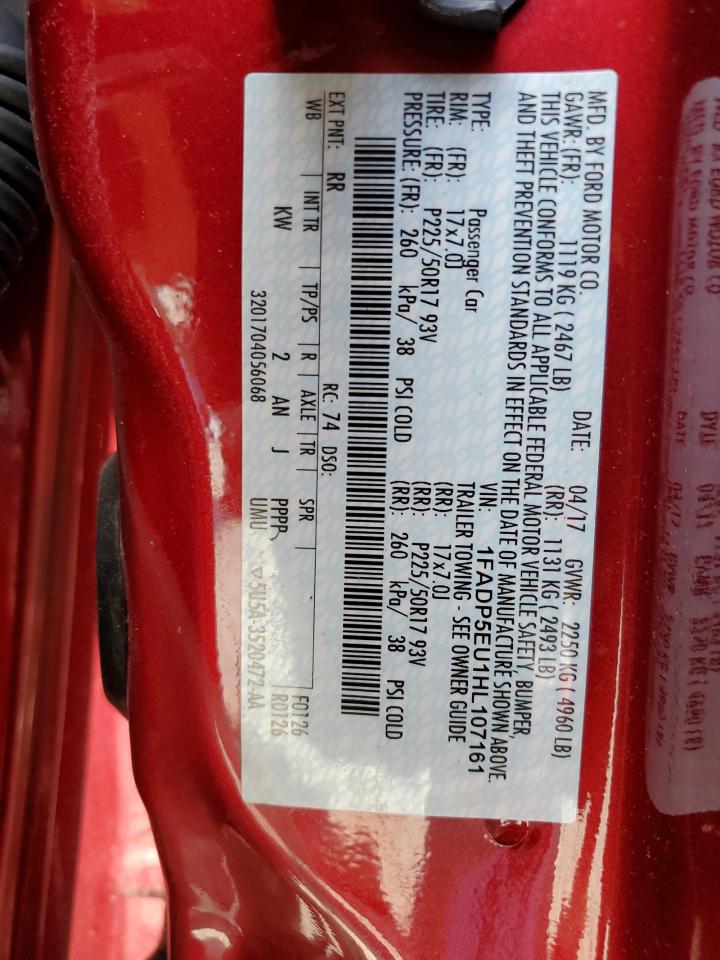 MFD. BY FORD MOTOR CO.
DATE: 04/17 GVWR: 2250 KG ( 4960 LB)
GAWR: (FR): 1119 KG ( 2467 LB) (RR): 1131 KG ( 2493 LB)
THIS VEHICLE CONFORMS TO ALL APPLICABLE FEDERAL MOTOR VEHICLE SAFETY, BUMPER,
AND THEFT PREVENTION STANDARDS IN EFFECT ON THE DATE OF MANUFACTURE SHOWN ABOVE.
VIN: 1FADP5EU1HL107161
TYPE: Passenger Car TRAILER TOWING - SEE OWNER GUIDE
RIM: (FR): 17x7.0J (RR): 17x7.0J
TIRE: (FR): P225/50R17 93V (RR): P225/50R17 93V
PRESSURE: (FR): 260 kPa/ 38 PSI COLD (RR): 260 kPa/ 38 PSI COLD
EXT PNT: RR RC: 74 DSO: F0126
WB INT TR TP/PS R AXLE TR SPR R0126
KW 2 AN J PPPP
3201704056068 UMU 5U5A-3520472-AA